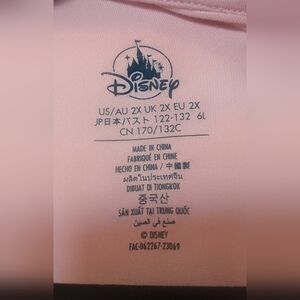 Disney
US/AU 2X UK 2X EU 2X
JP日本バスト 122-132 6L
CN 170/132C
MADE IN CHINA
FABRIQUÉ EN CHINE
HECHO EN CHINA / 中國製
ผลิตในประเทศจีน
DIBUAT DI TIONGKOK
중국산
SẢN XUẤT TẠI TRUNG QUỐC
صنع في الصين
© DISNEY
FAC-062267-23069